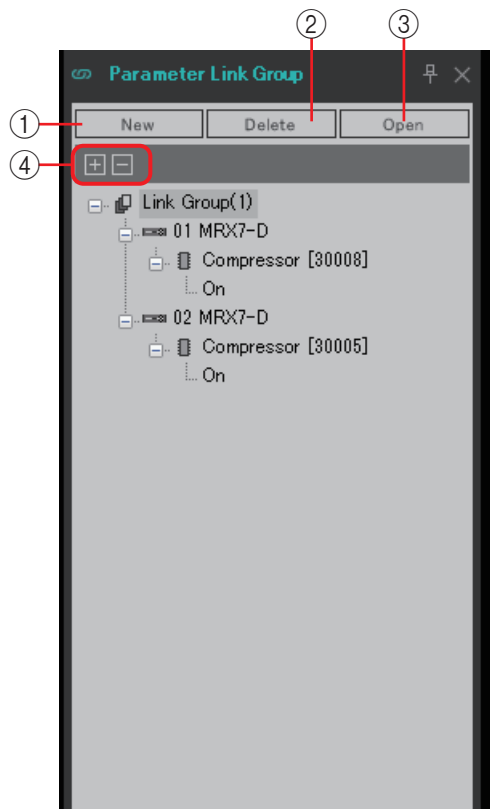 ② ③
Parameter Link Group
① New Delete Open
④
Link Group(1)
01 MRX7-D
Compressor [30008]
On
02 MRX7-D
Compressor [30005]
On